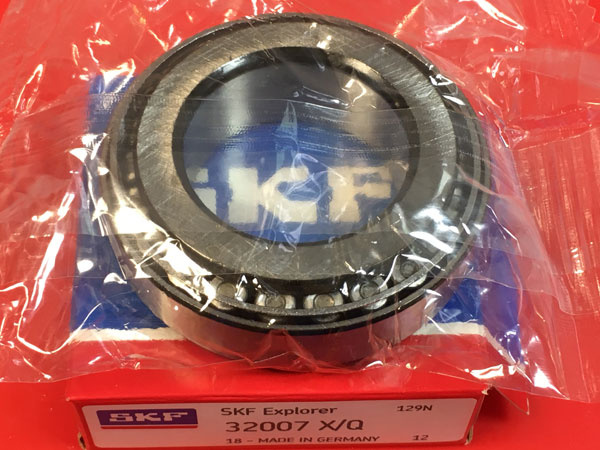 SKF
SKF
SKF Explorer
129N
32007 X/Q
18 - MADE IN GERMANY
12